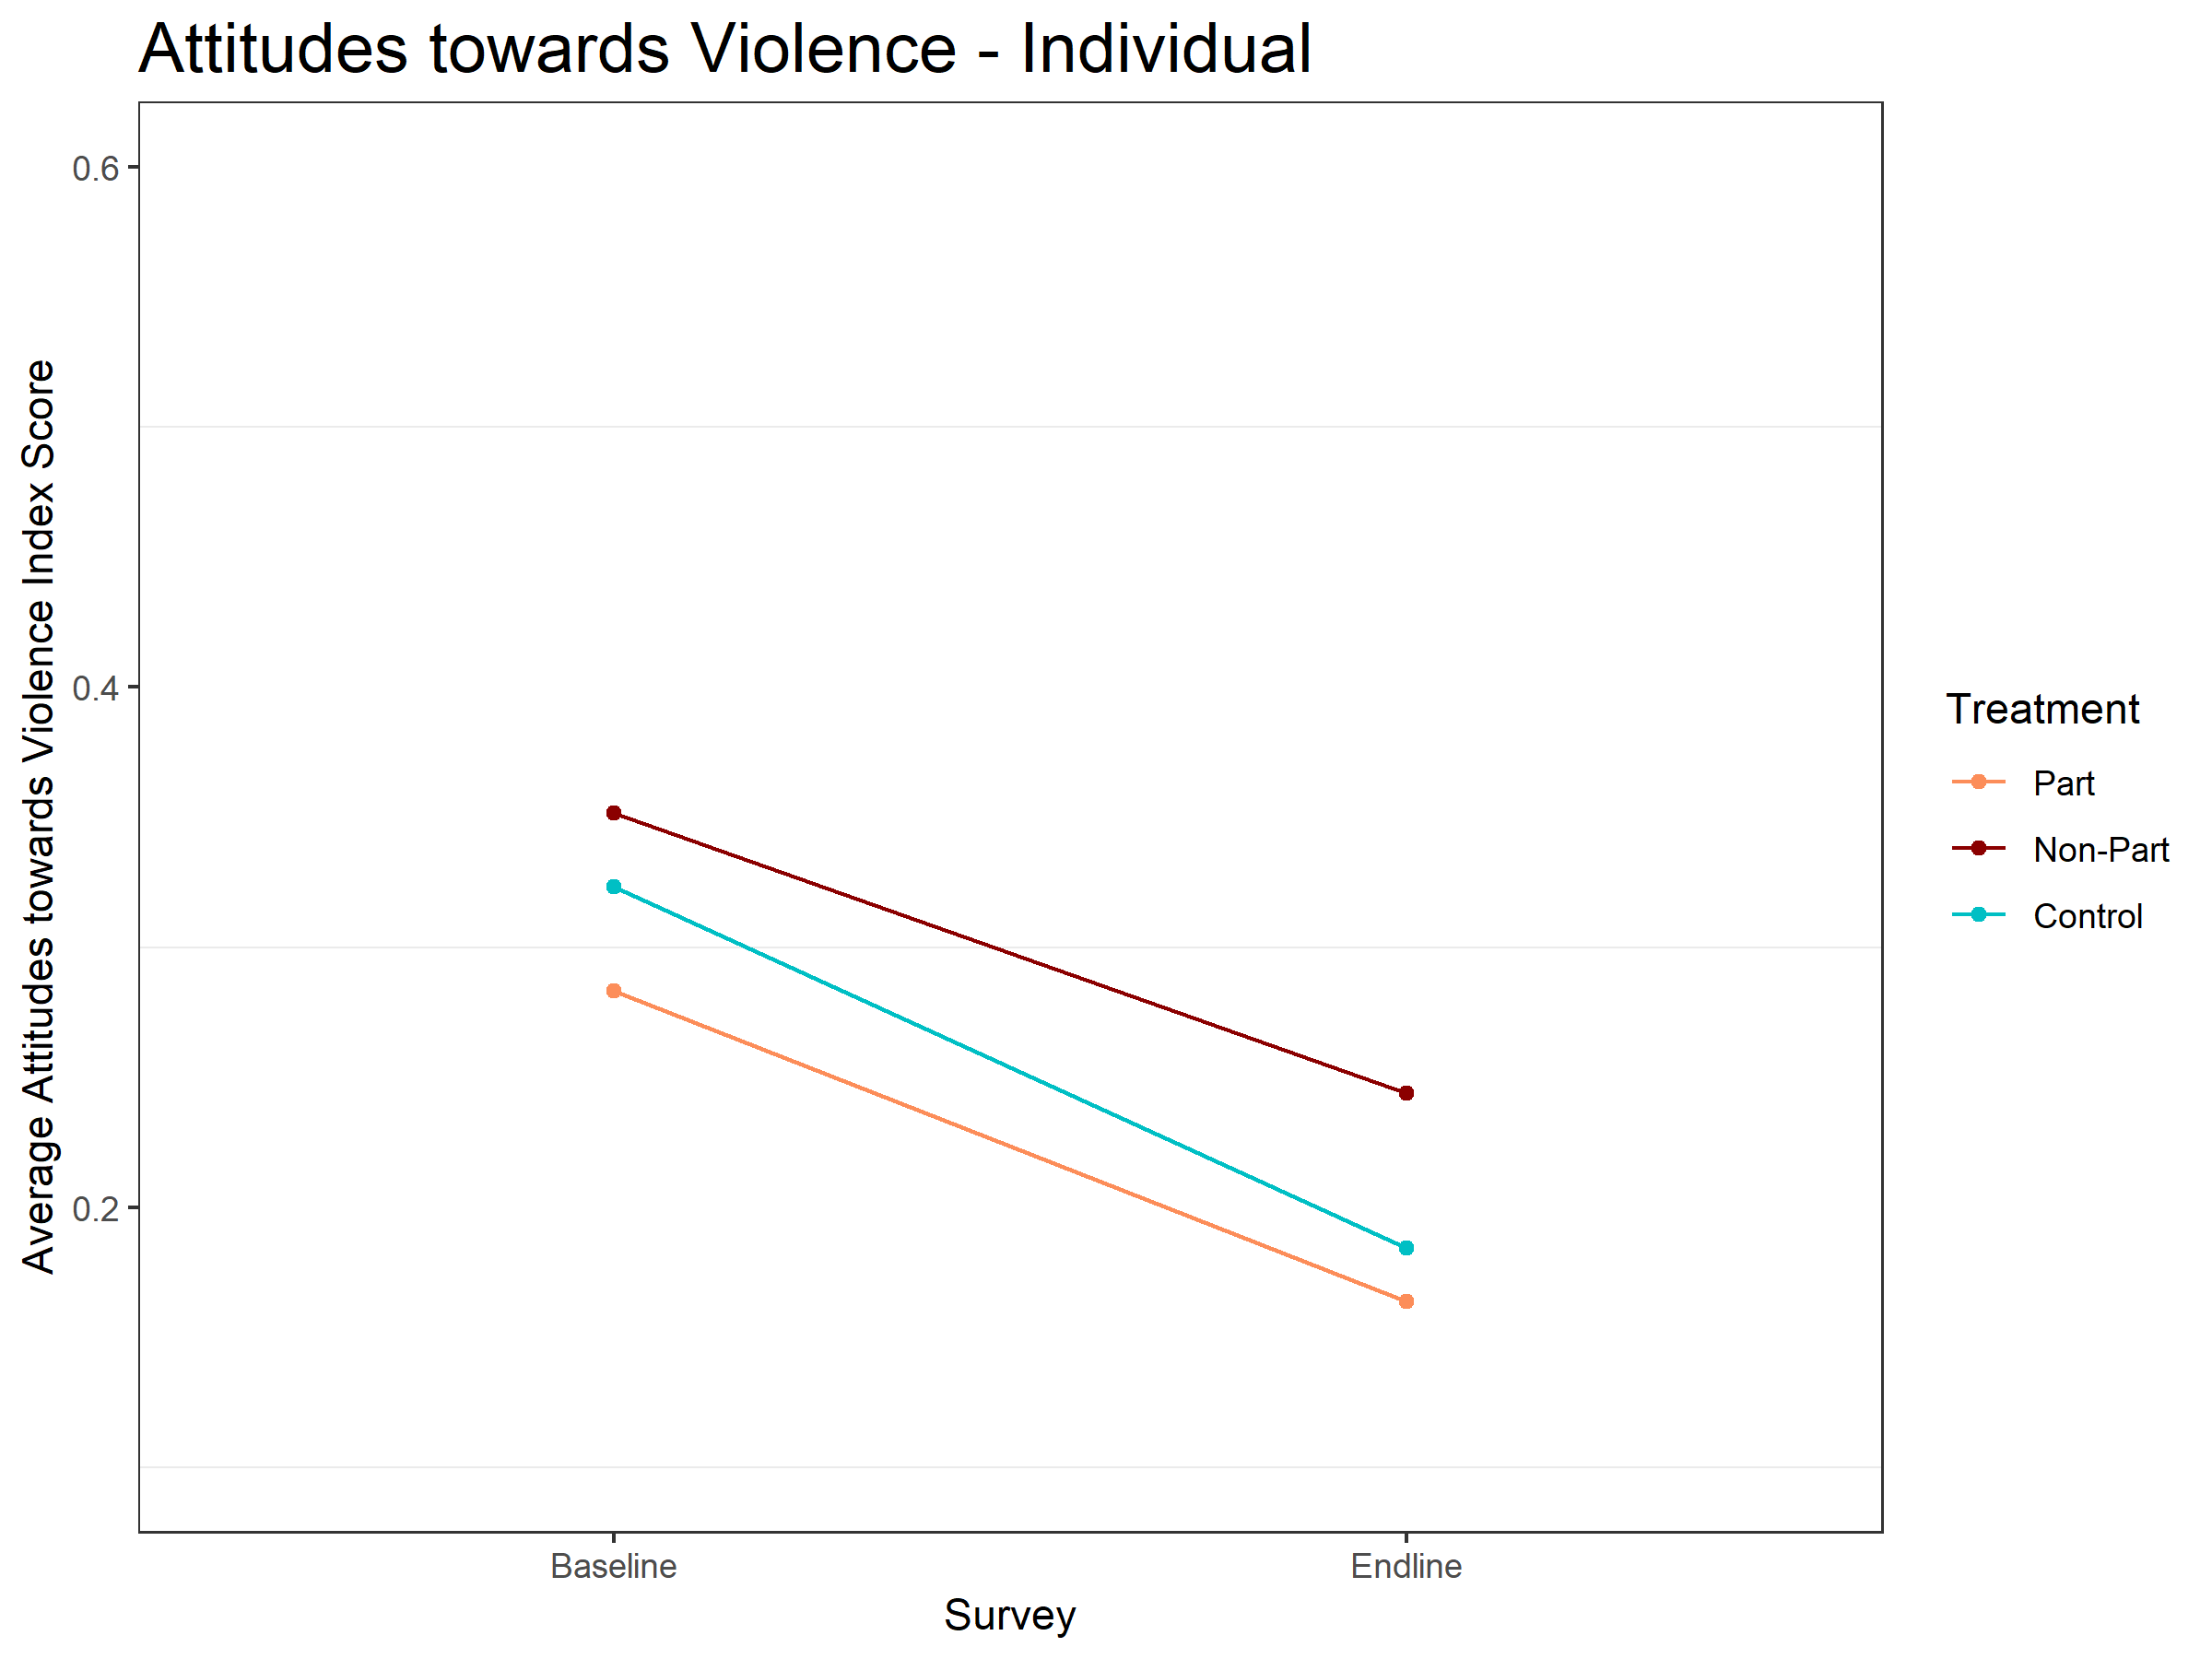 Attitudes towards Violence - Individual
Average Attitudes towards Violence Index Score
0.6
0.4
0.2
Baseline
Endline
Survey
Treatment
Part
Non-Part
Control